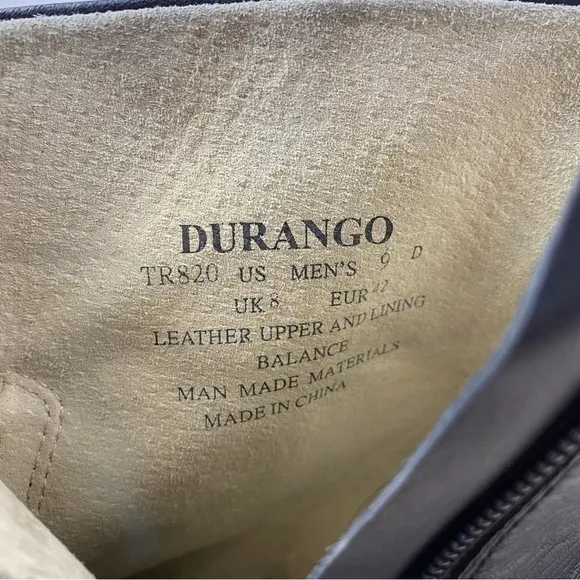 DURANGO
TR820 US MEN'S 9 D
UK 8 EUR 42
LEATHER UPPER AND LINING
BALANCE
MAN MADE MATERIALS
MADE IN CHINA